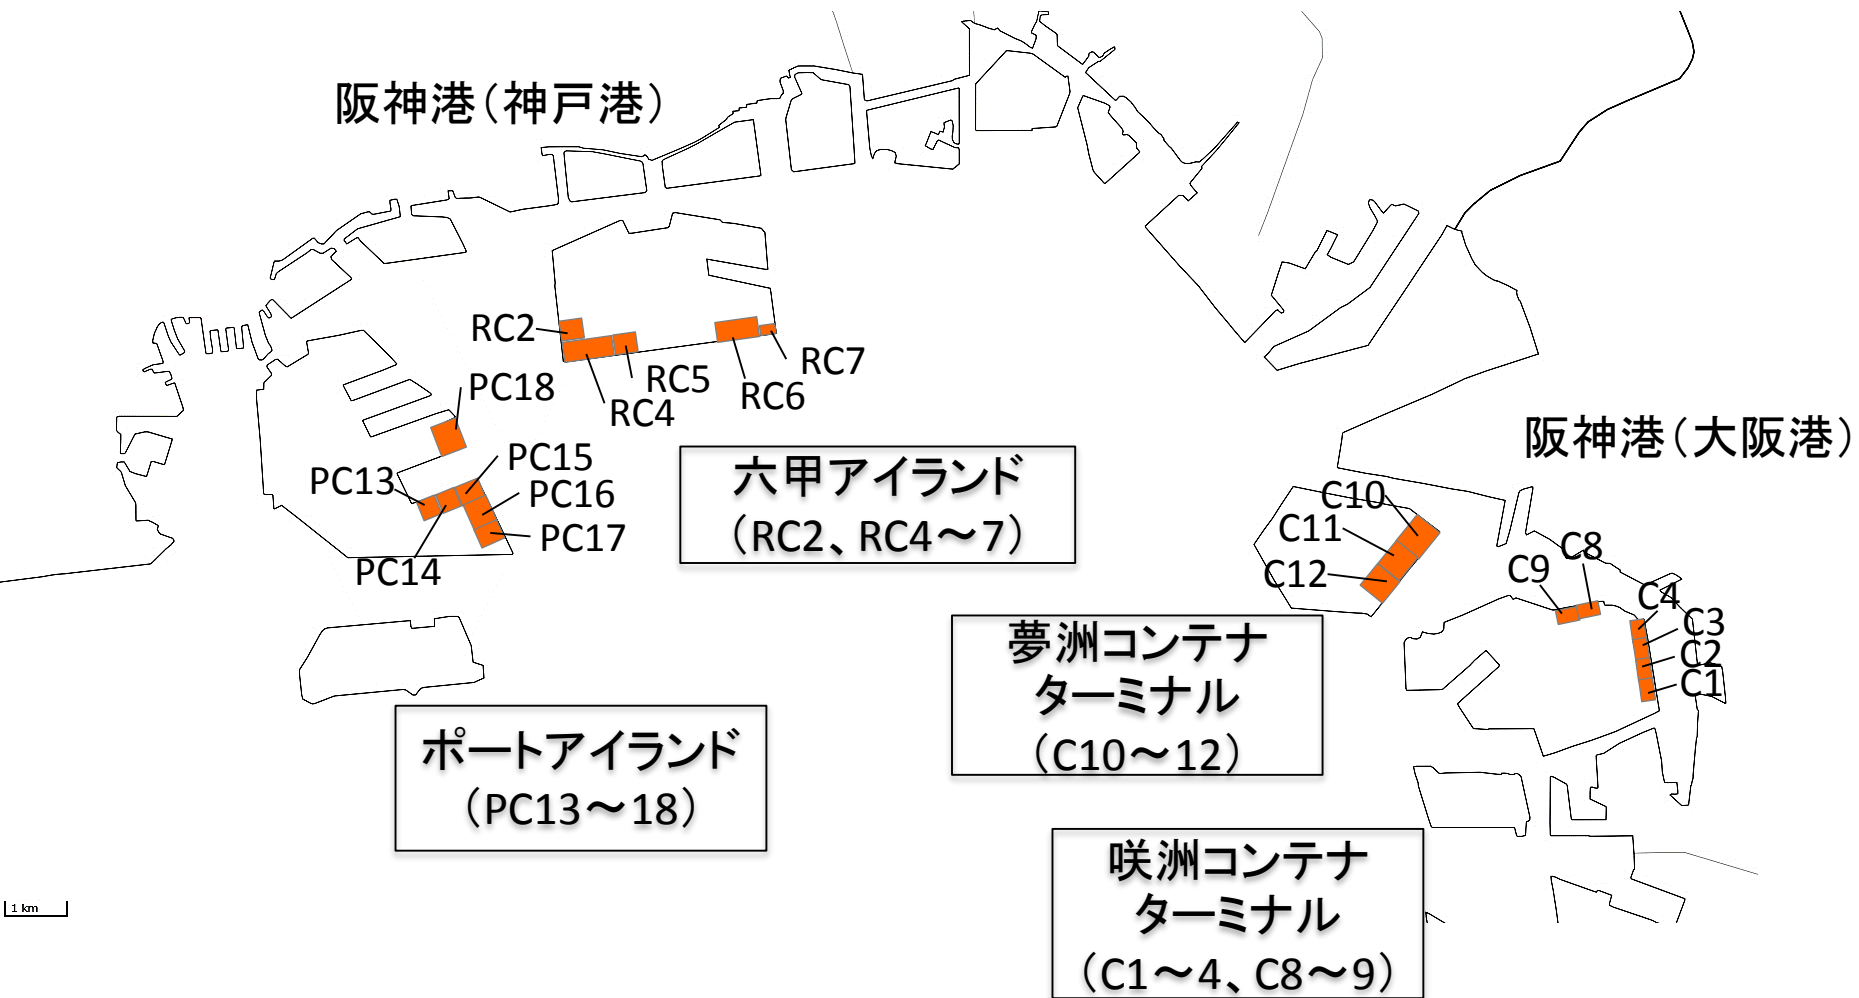 阪神港（神戸港）
RC2
RC7
RC5
RC6
RC4
PC18
PC15
PC13
PC16
PC17
PC14
六甲アイランド
（RC2、RC4～7）
阪神港（大阪港）
C10
C11
C12
C8
C9
C4
C3
C2
C1
夢洲コンテナ
ターミナル
（C10～12）
ポートアイランド
（PC13～18）
咲洲コンテナ
ターミナル
（C1～4、C8～9）
1 km